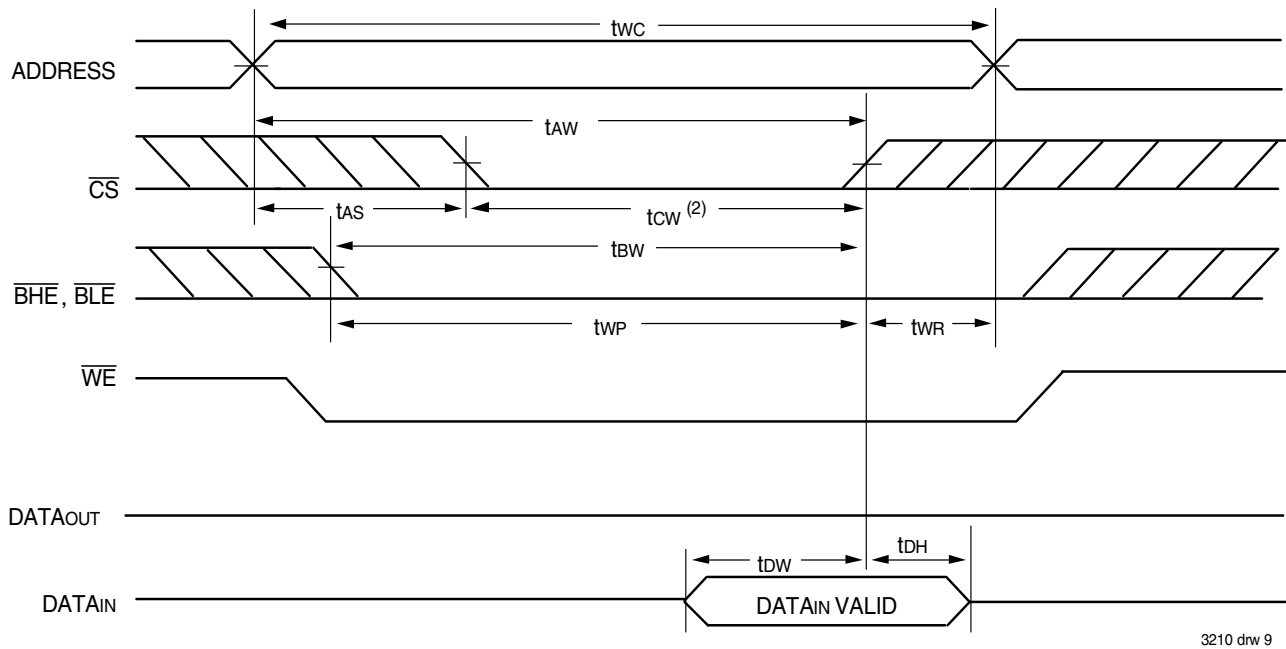 tWC
ADDRESS
tAW
CS
tAS
tCW (2)
tBW
BHE, BLE
tWP
tWR
WE
DATAOUT
tDW
tDH
DATAIN
DATAIN VALID
3210 drw 9